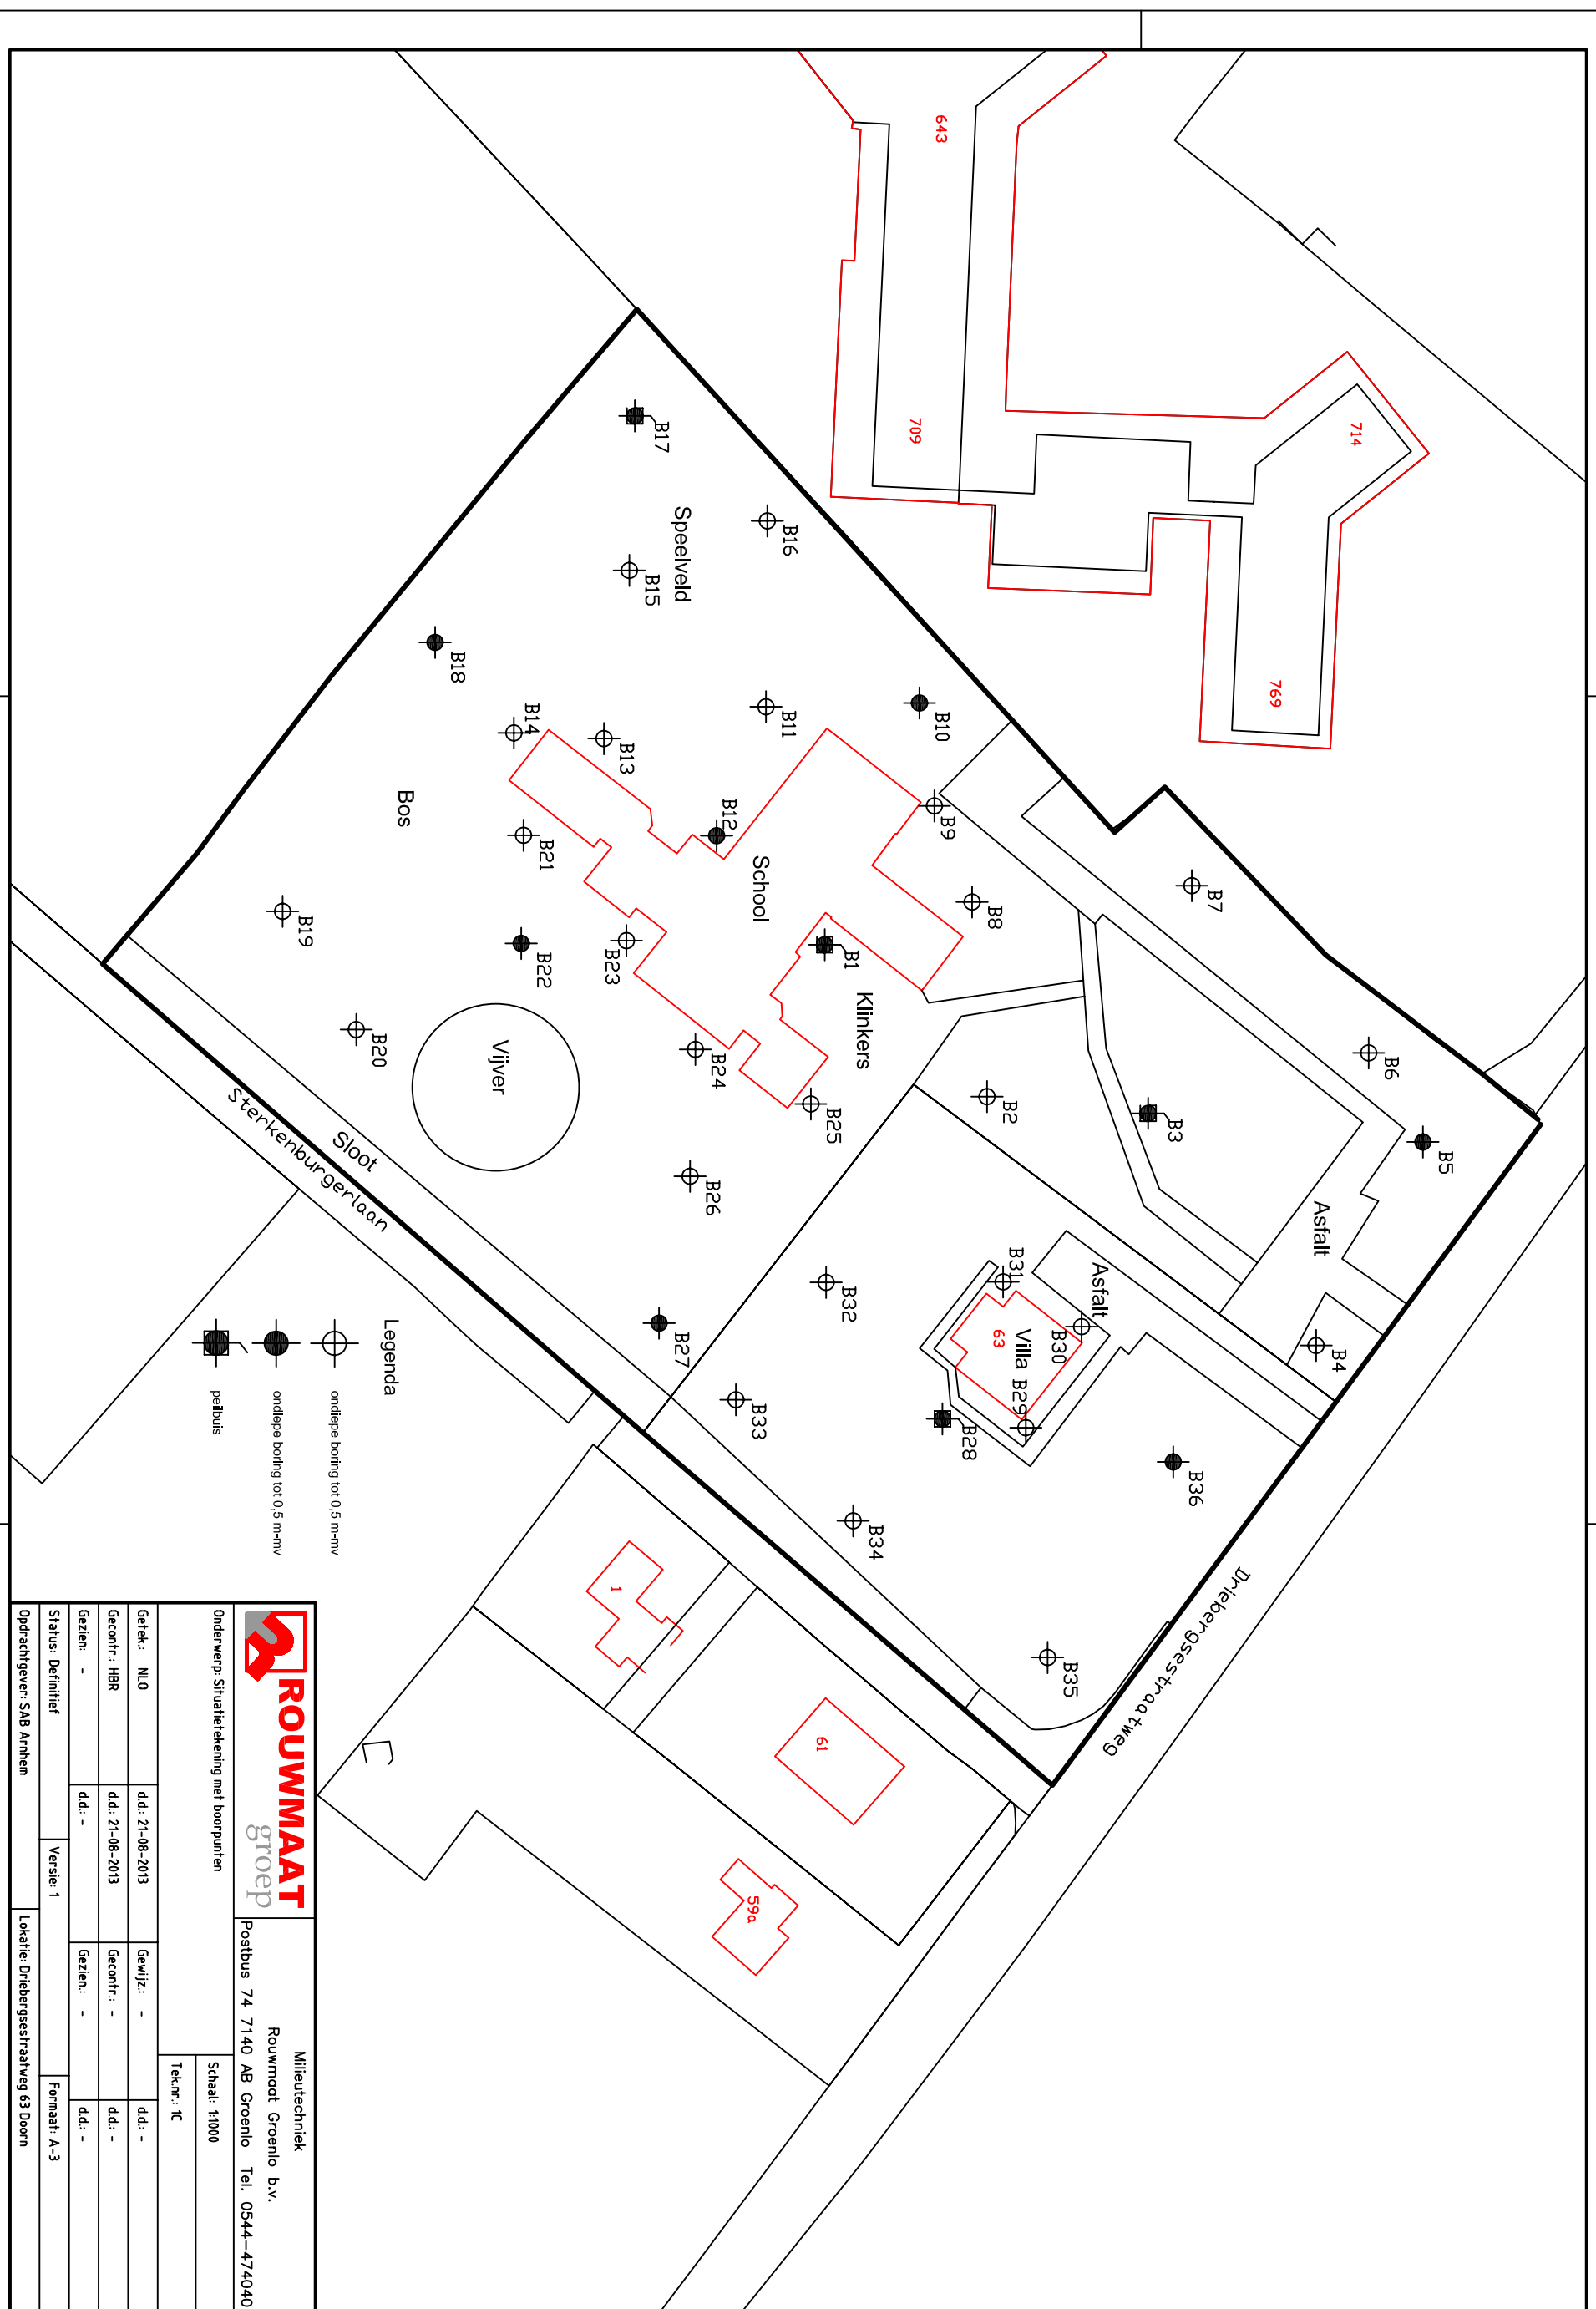 643
709
714
769
B17
Speelveld
B16
B15
B18
B14
B13
B11
B10
B12
B9
B7
B8
Bos
B21
School
B1
B19
B22
B23
Klinkers
B6
B20
Vijver
B24
B25
B2
B3
B5
Sloot
Sterkenburgerlaan
B26
Asfalt
B32
B31
Asfalt
B30
B4
63
Villa
B29
B27
B33
B28
B36
B34
B35
Driebergsestraatweg
1
61
59a
Legenda
ondiepe boring tot 0,5 m-mv
ondiepe boring tot 0,5 m-mv
peilbuis
ROUWMAAT
groep
Milieutechniek
Rouwmaat Groenlo b.v.
Postbus 74 7140 AB Groenlo Tel. 0544-474040
Onderwerp: Situatietekening met boorpunten
Schaal: 1:1000
Tek.nr.: 1C
Getek.: NLO d.d.: 21-08-2013 Gewijz.: - d.d.: -
Gecontr.: HBR d.d.: 21-08-2013 Gecontr.: - d.d.: -
Gezien: - d.d.: - Gezien.: - d.d.: -
Status: Definitief Versie: 1 Formaat: A-3
Opdrachtgever: SAB Arnhem Lokatie: Driebergsestraatweg 63 Doorn